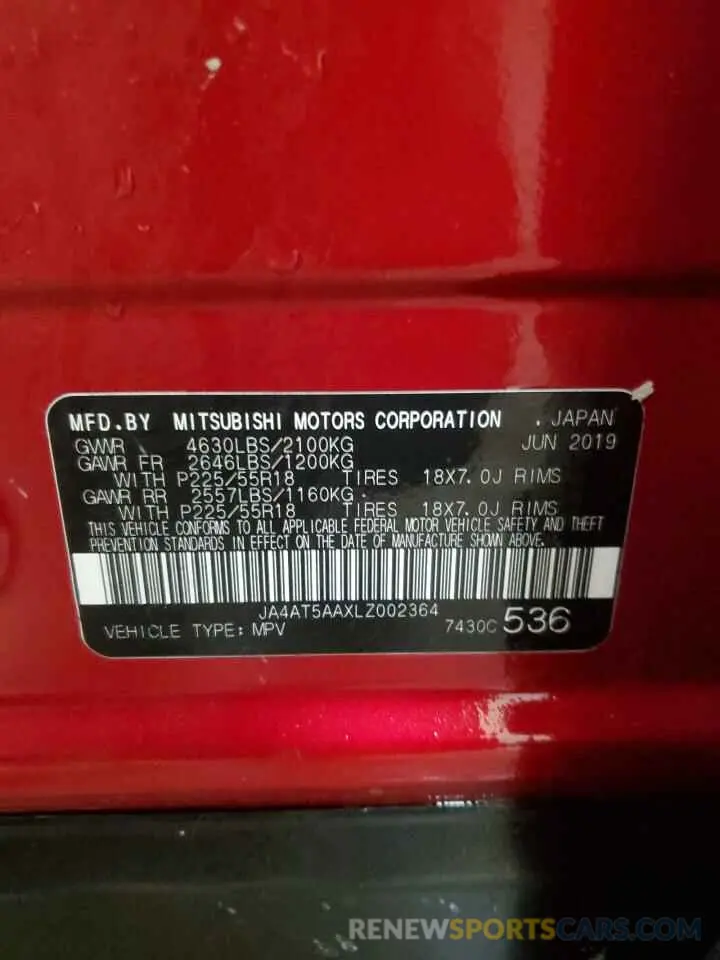 MFD.BY MITSUBISHI MOTORS CORPORATION . JAPAN
GVWR 4630LBS/2100KG JUN 2019
GAWR FR 2646LBS/1200KG
WITH P225/55R18 TIRES 18X7.0J RIMS
GAWR RR 2557LBS/1160KG
WITH P225/55R18 TIRES 18X7.0J RIMS
THIS VEHICLE CONFORMS TO ALL APPLICABLE FEDERAL MOTOR VEHICLE SAFETY AND THEFT
PREVENTION STANDARDS IN EFFECT ON THE DATE OF MANUFACTURE SHOWN ABOVE.
JA4AT5AAXLZ002364
VEHICLE TYPE: MPV 7430C 536
RENEWSPORTSCARS.COM